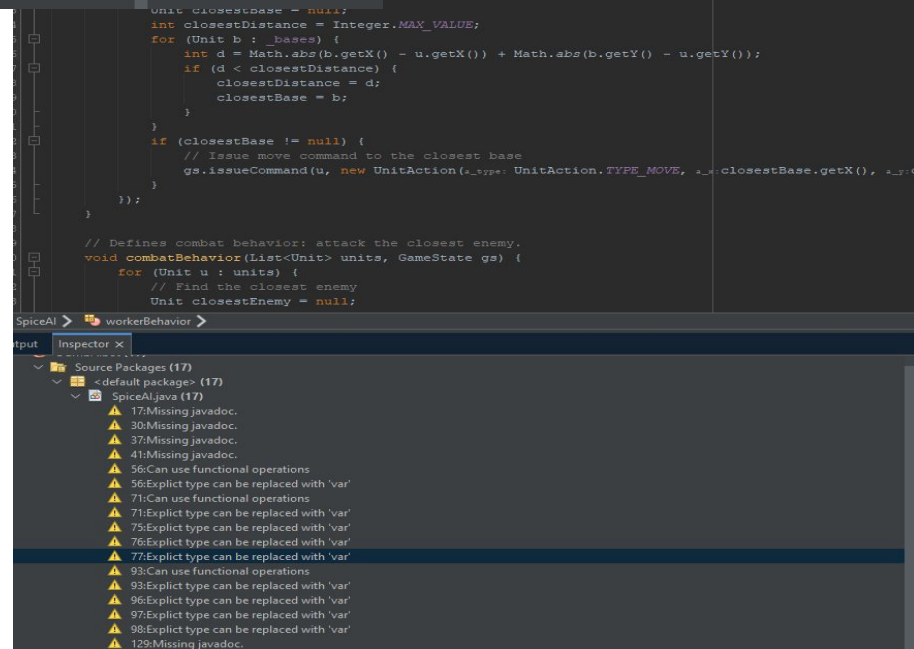 Unit closestBase = null;
int closestDistance = Integer.MAX_VALUE;
for (Unit b : _bases) {
int d = Math.abs(b.getX() - u.getX()) + Math.abs(b.getY() - u.getY());
if (d < closestDistance) {
closestDistance = d;
closestBase = b;
}
}
if (closestBase != null) {
// Issue move command to the closest base
gs.issueCommand(u, new UnitAction(a_type: UnitAction.TYPE_MOVE, a_x:closestBase.getX(), a_y:
}
});
}
// Defines combat behavior: attack the closest enemy.
void combatBehavior(List<Unit> units, GameState gs) {
for (Unit u : units) {
// Find the closest enemy
Unit closestEnemy = null;
SpiceAI > workerBehavior >
tput Inspector ×
Source Packages (17)
<default package> (17)
SpiceAI.java (17)
17:Missing javadoc.
30:Missing javadoc.
37:Missing javadoc.
41:Missing javadoc.
56:Can use functional operations
56:Explict type can be replaced with 'var'
71:Can use functional operations
71:Explict type can be replaced with 'var'
75:Explict type can be replaced with 'var'
76:Explict type can be replaced with 'var'
77:Explict type can be replaced with 'var'
93:Can use functional operations
93:Explict type can be replaced with 'var'
96:Explict type can be replaced with 'var'
97:Explict type can be replaced with 'var'
98:Explict type can be replaced with 'var'
129:Missing javadoc.